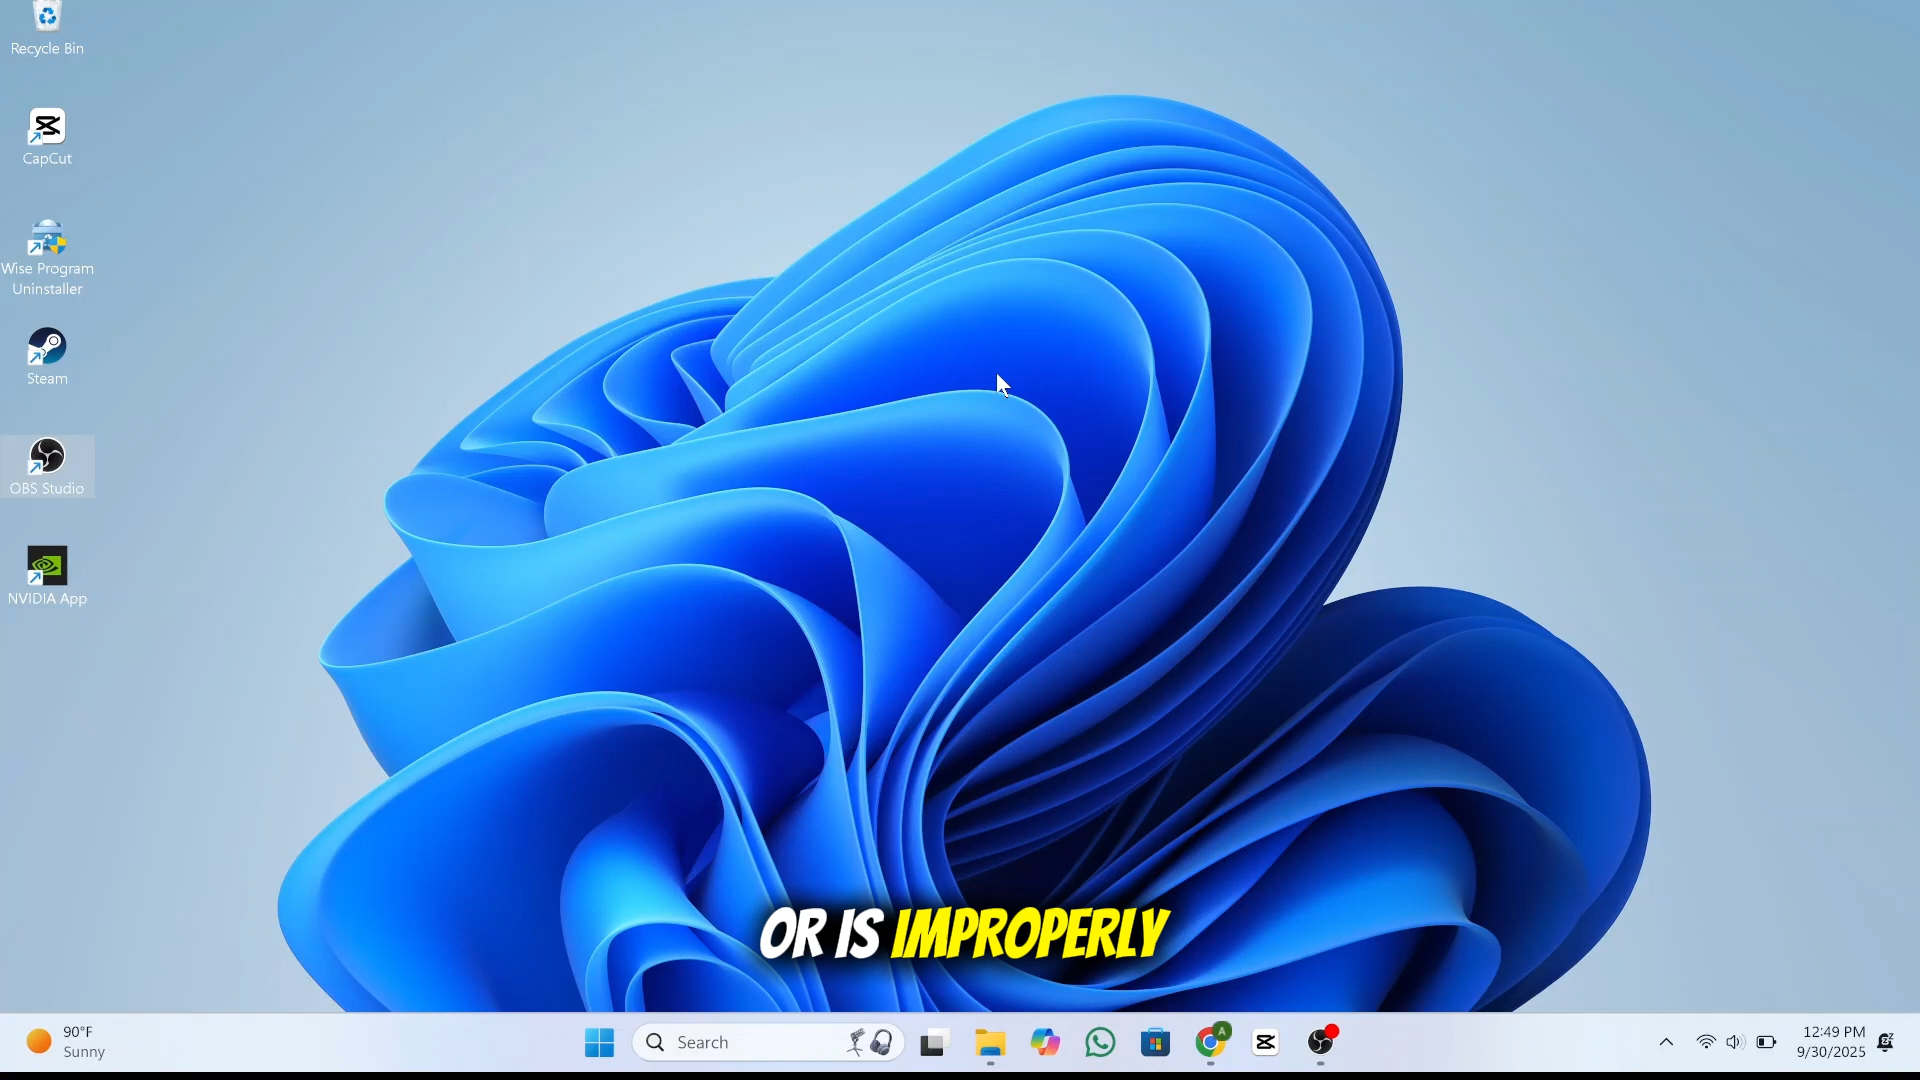 Recycle Bin
CapCut
Wise Program
Uninstaller
Steam
OBS Studio
NVIDIA App
OR IS IMPROPERLY
90°F
Sunny
Search
A
12:49 PM
9/30/2025